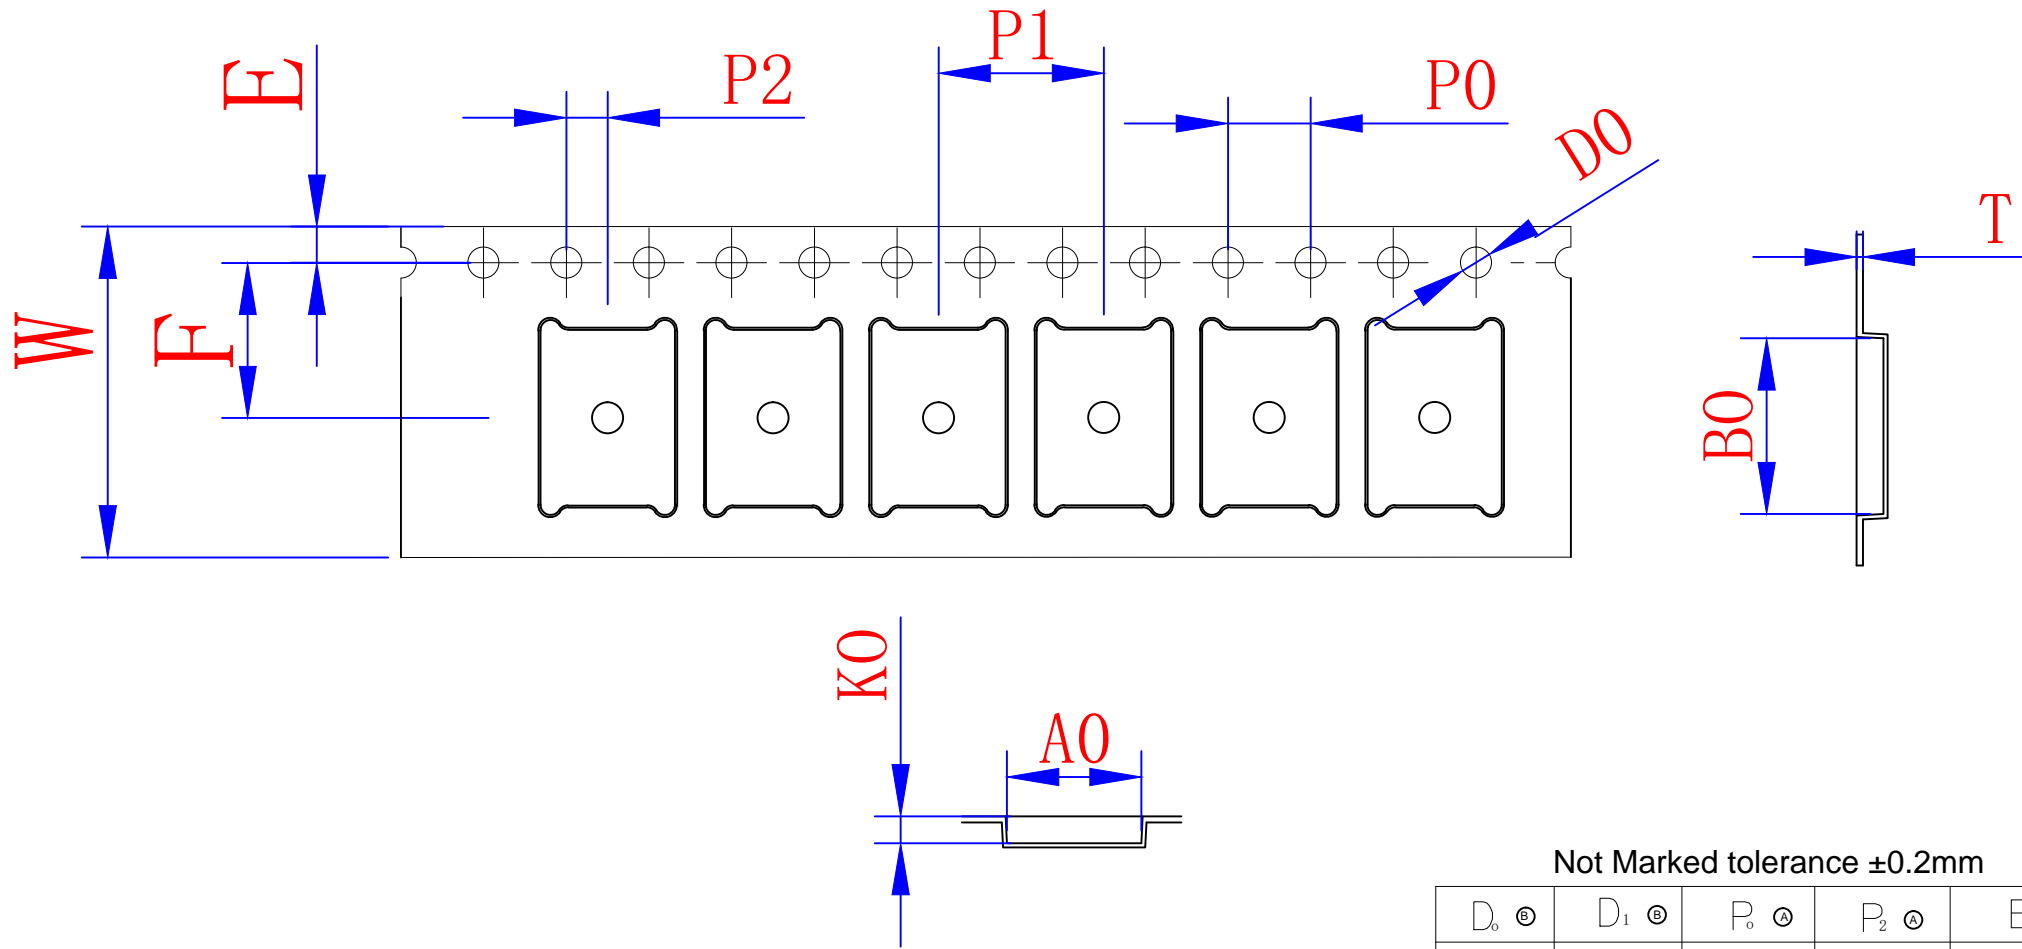 P1
P2
P0
E
D0
T
W
F
B0
K0
A0
Not Marked tolerance ±0.2mm
D₀ Ⓑ D₁ Ⓑ P₀ Ⓐ P₂ Ⓐ